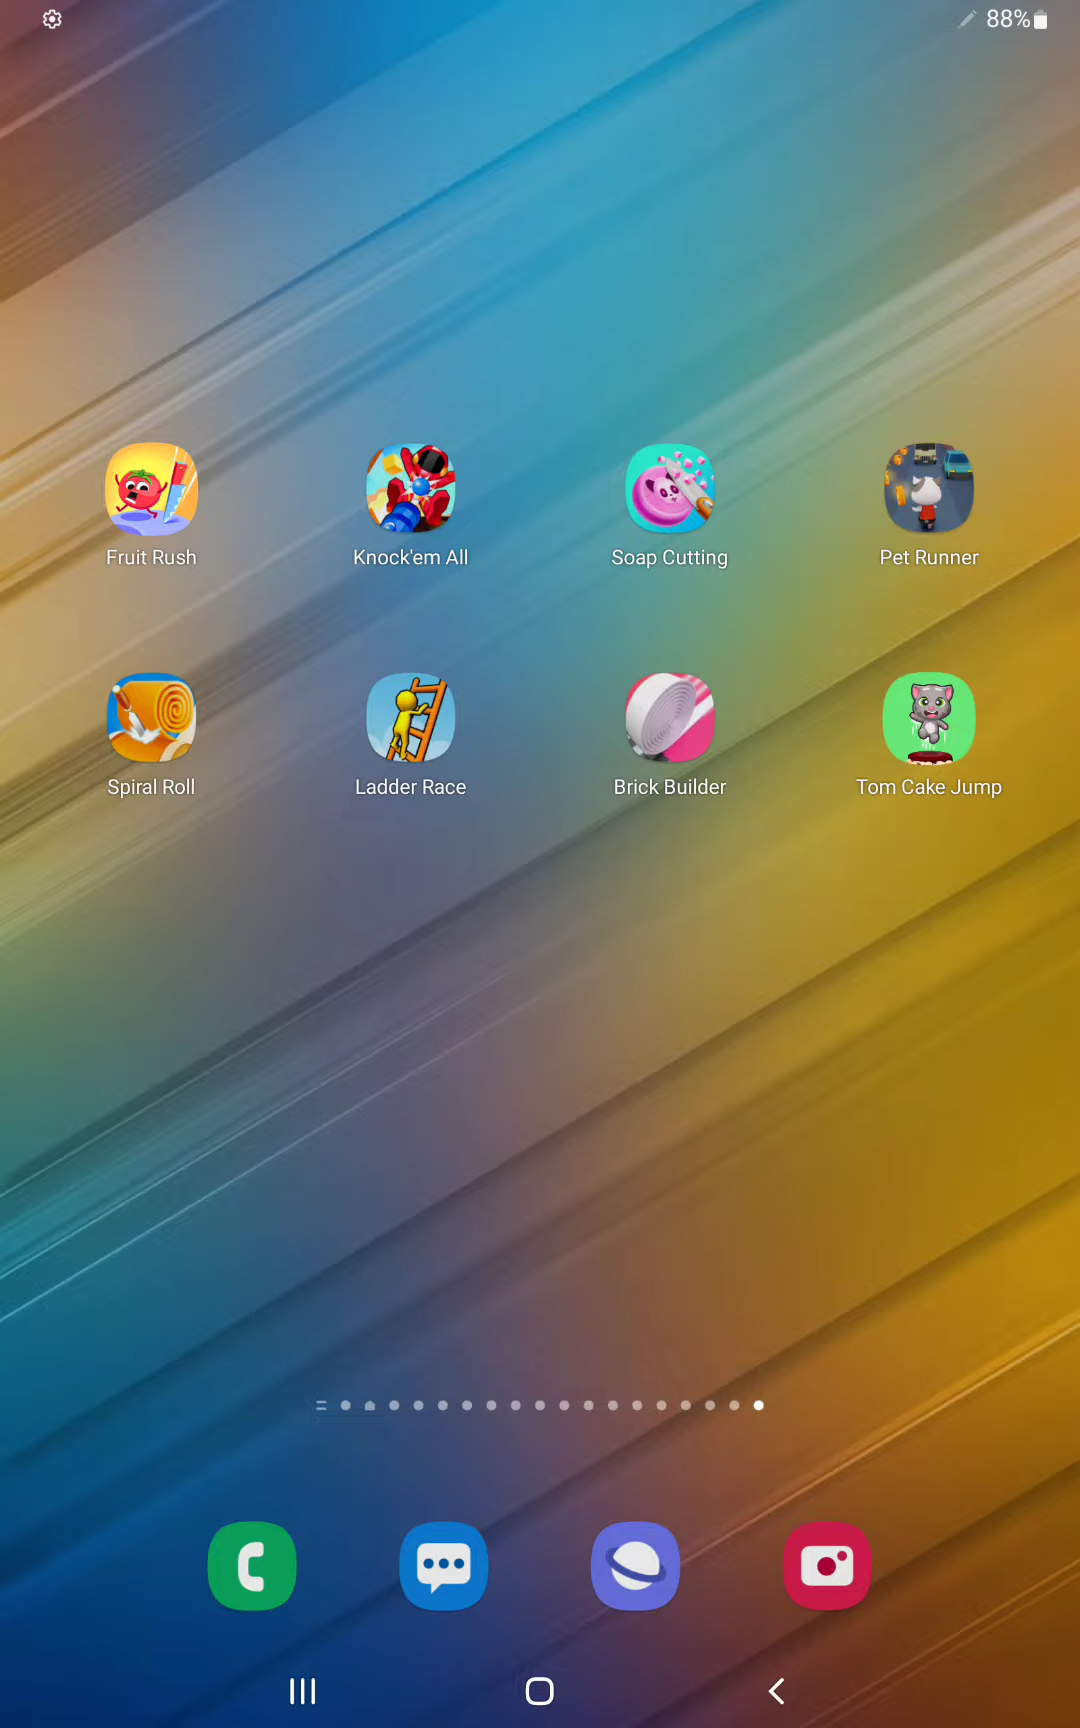 88%
Fruit Rush
Knock'em All
Soap Cutting
Pet Runner
Spiral Roll
Ladder Race
Brick Builder
Tom Cake Jump